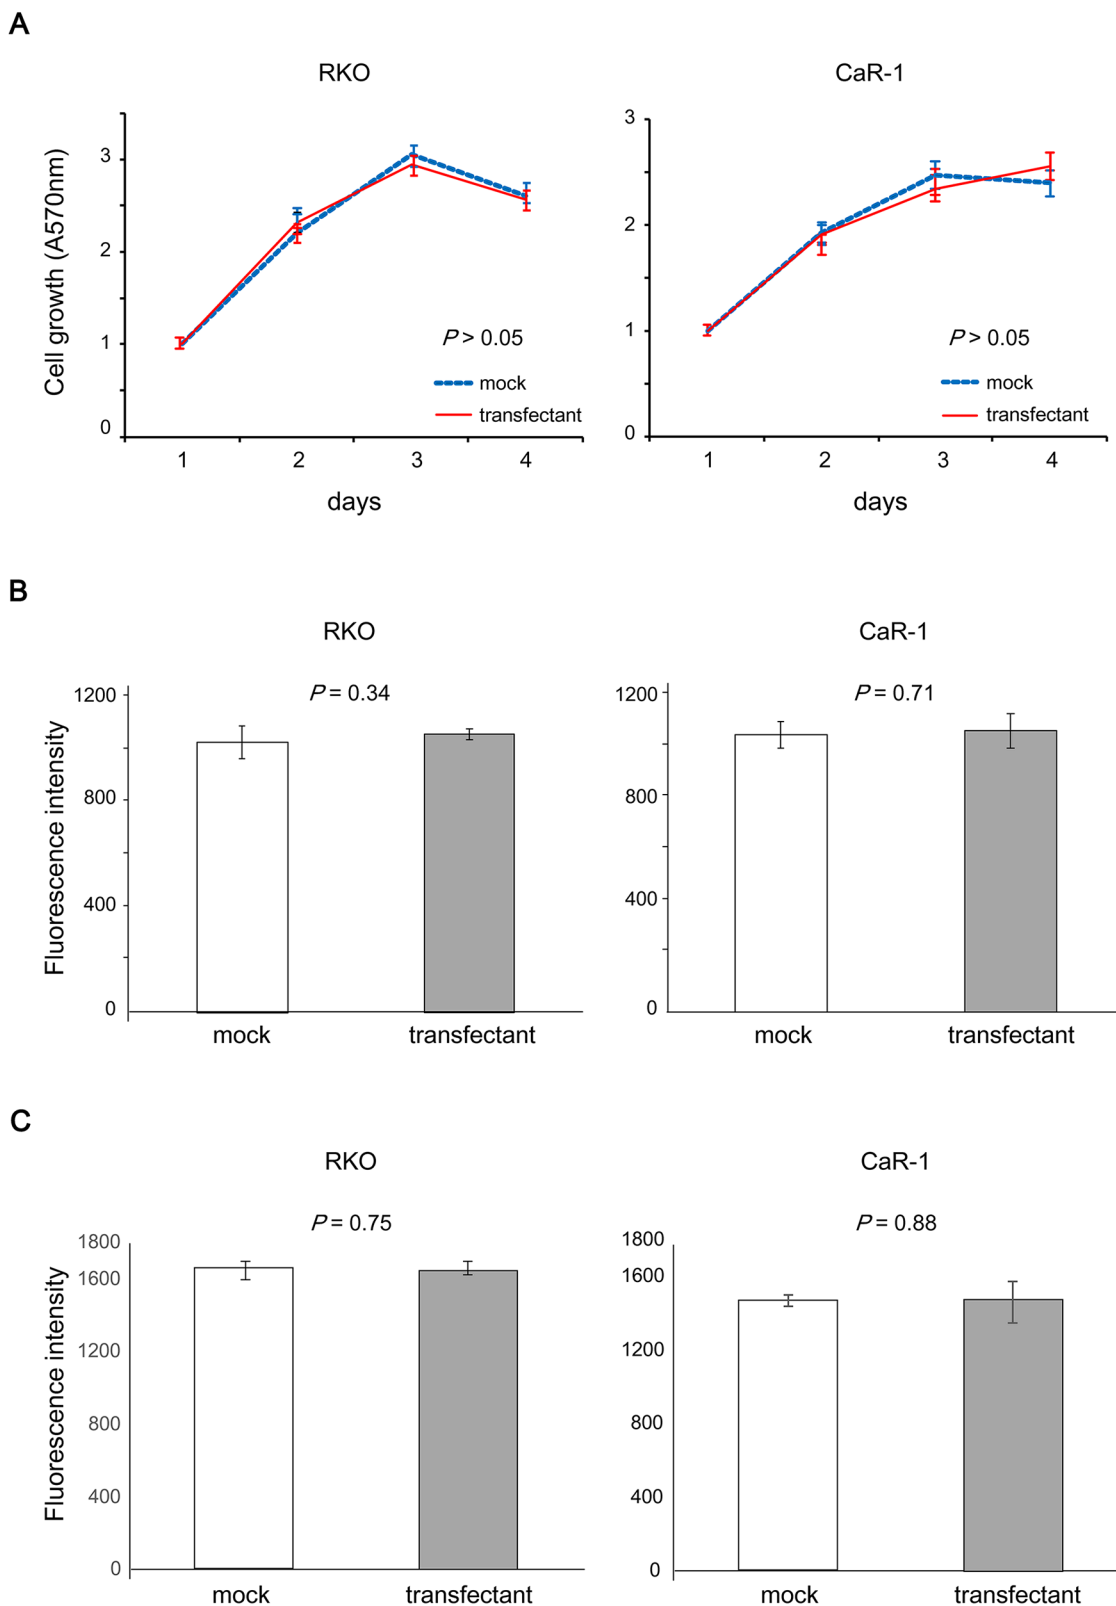 A
RKO
CaR-1
Cell growth (A570nm)
3
2
1
0
P > 0.05
mock
transfectant
1 2 3 4
days
3
2
1
0
P > 0.05
mock
transfectant
1 2 3 4
days
B
RKO
CaR-1
Fluorescence intensity
1200
800
400
0
P = 0.34
mock transfectant
1200
800
400
0
P = 0.71
mock transfectant
C
RKO
CaR-1
Fluorescence intensity
1800
1600
1200
800
400
0
P = 0.75
mock transfectant
1800
1600
1200
800
400
0
P = 0.88
mock transfectant